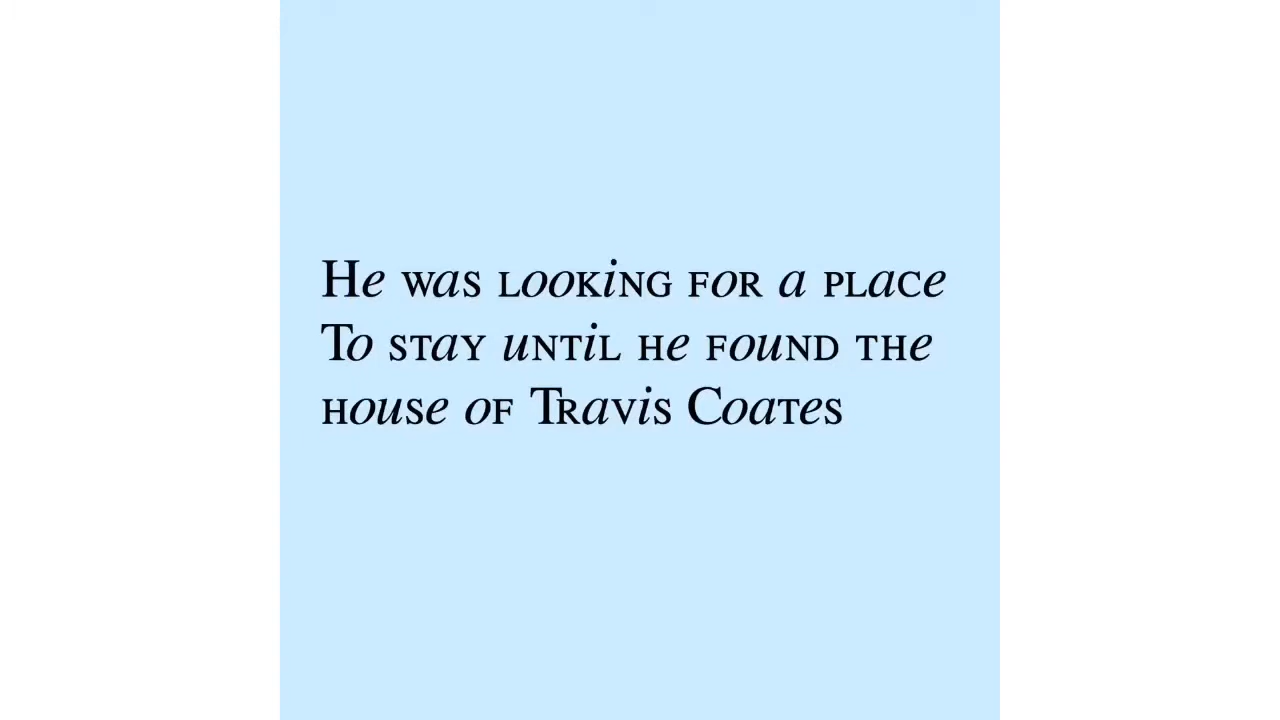 He was looking for a place
To stay until he found the
house of Travis Coates